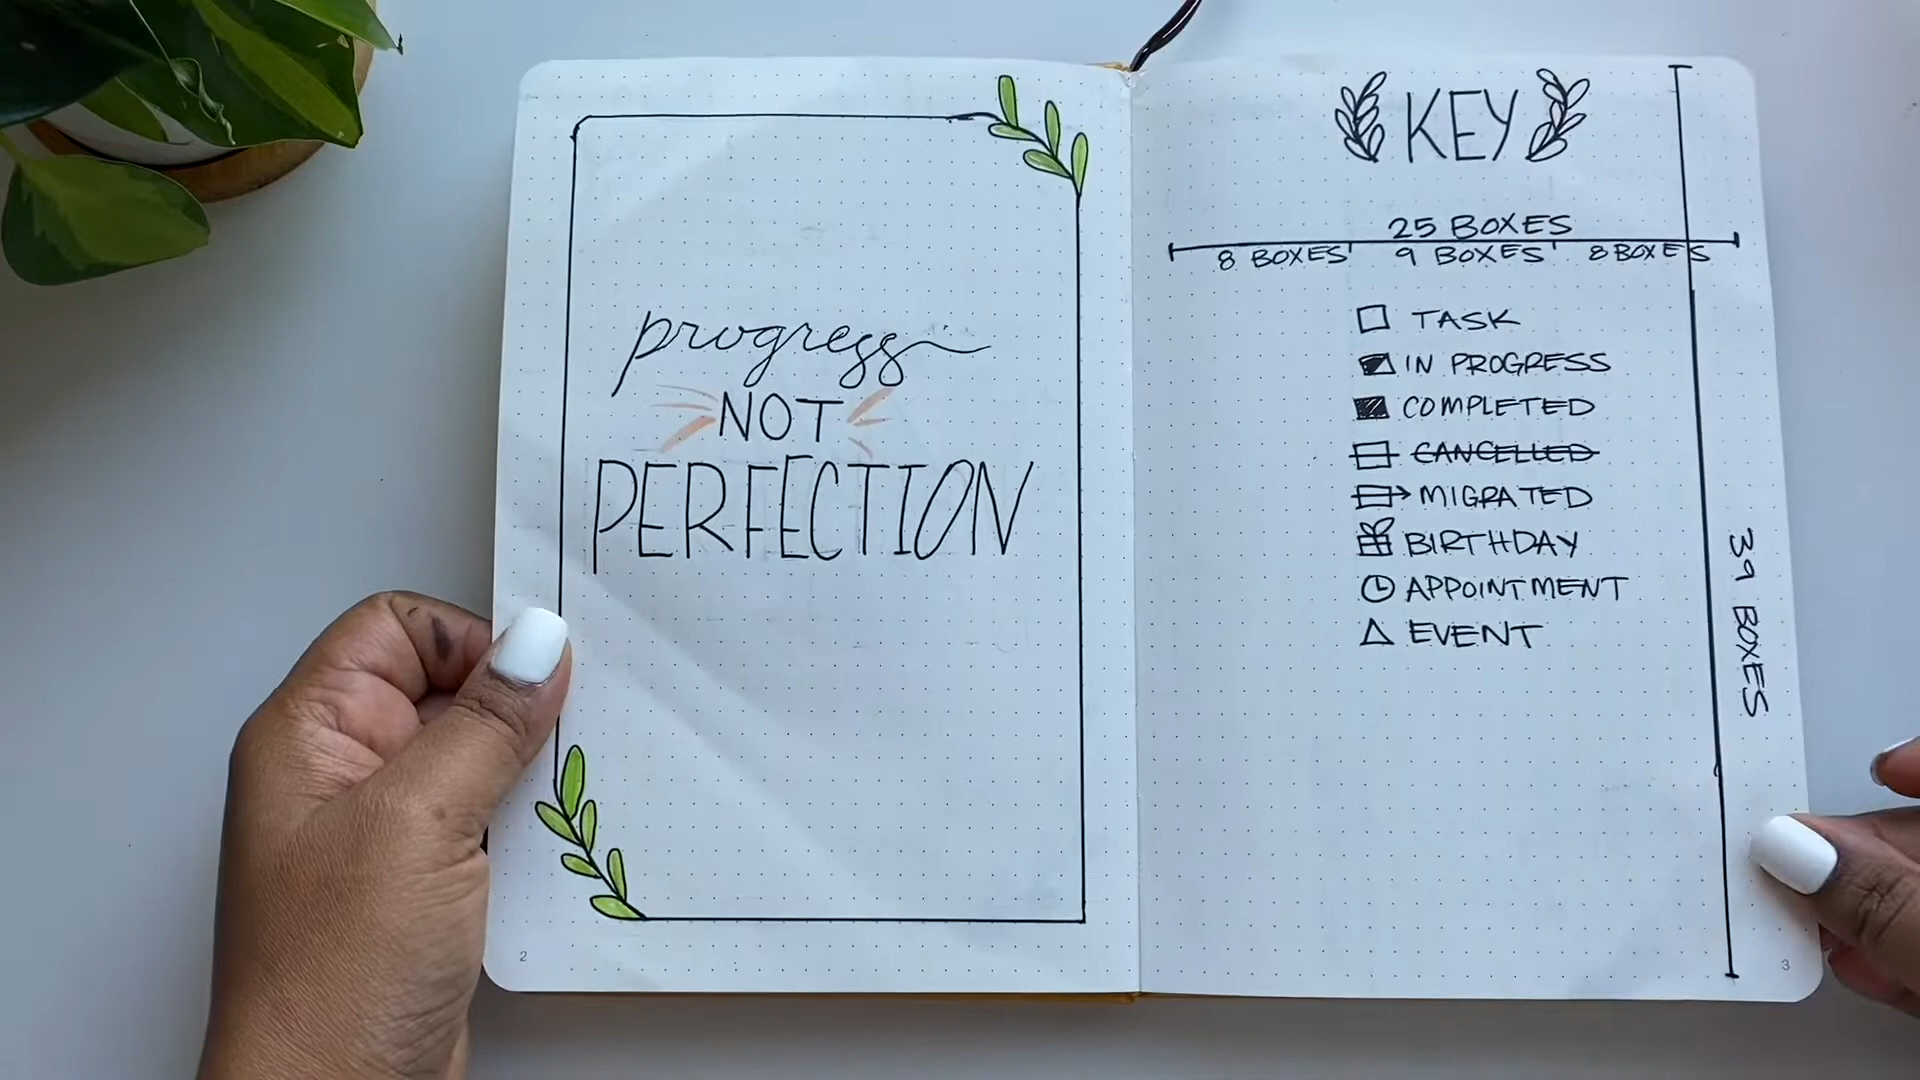 progress
NOT
PERFECTION
2
KEY
25 BOXES
8 BOXES 9 BOXES 8 BOXES
TASK
IN PROGRESS
COMPLETED
CANCELLED
MIGRATED
BIRTHDAY
APPOINTMENT
EVENT
39 BOXES
3